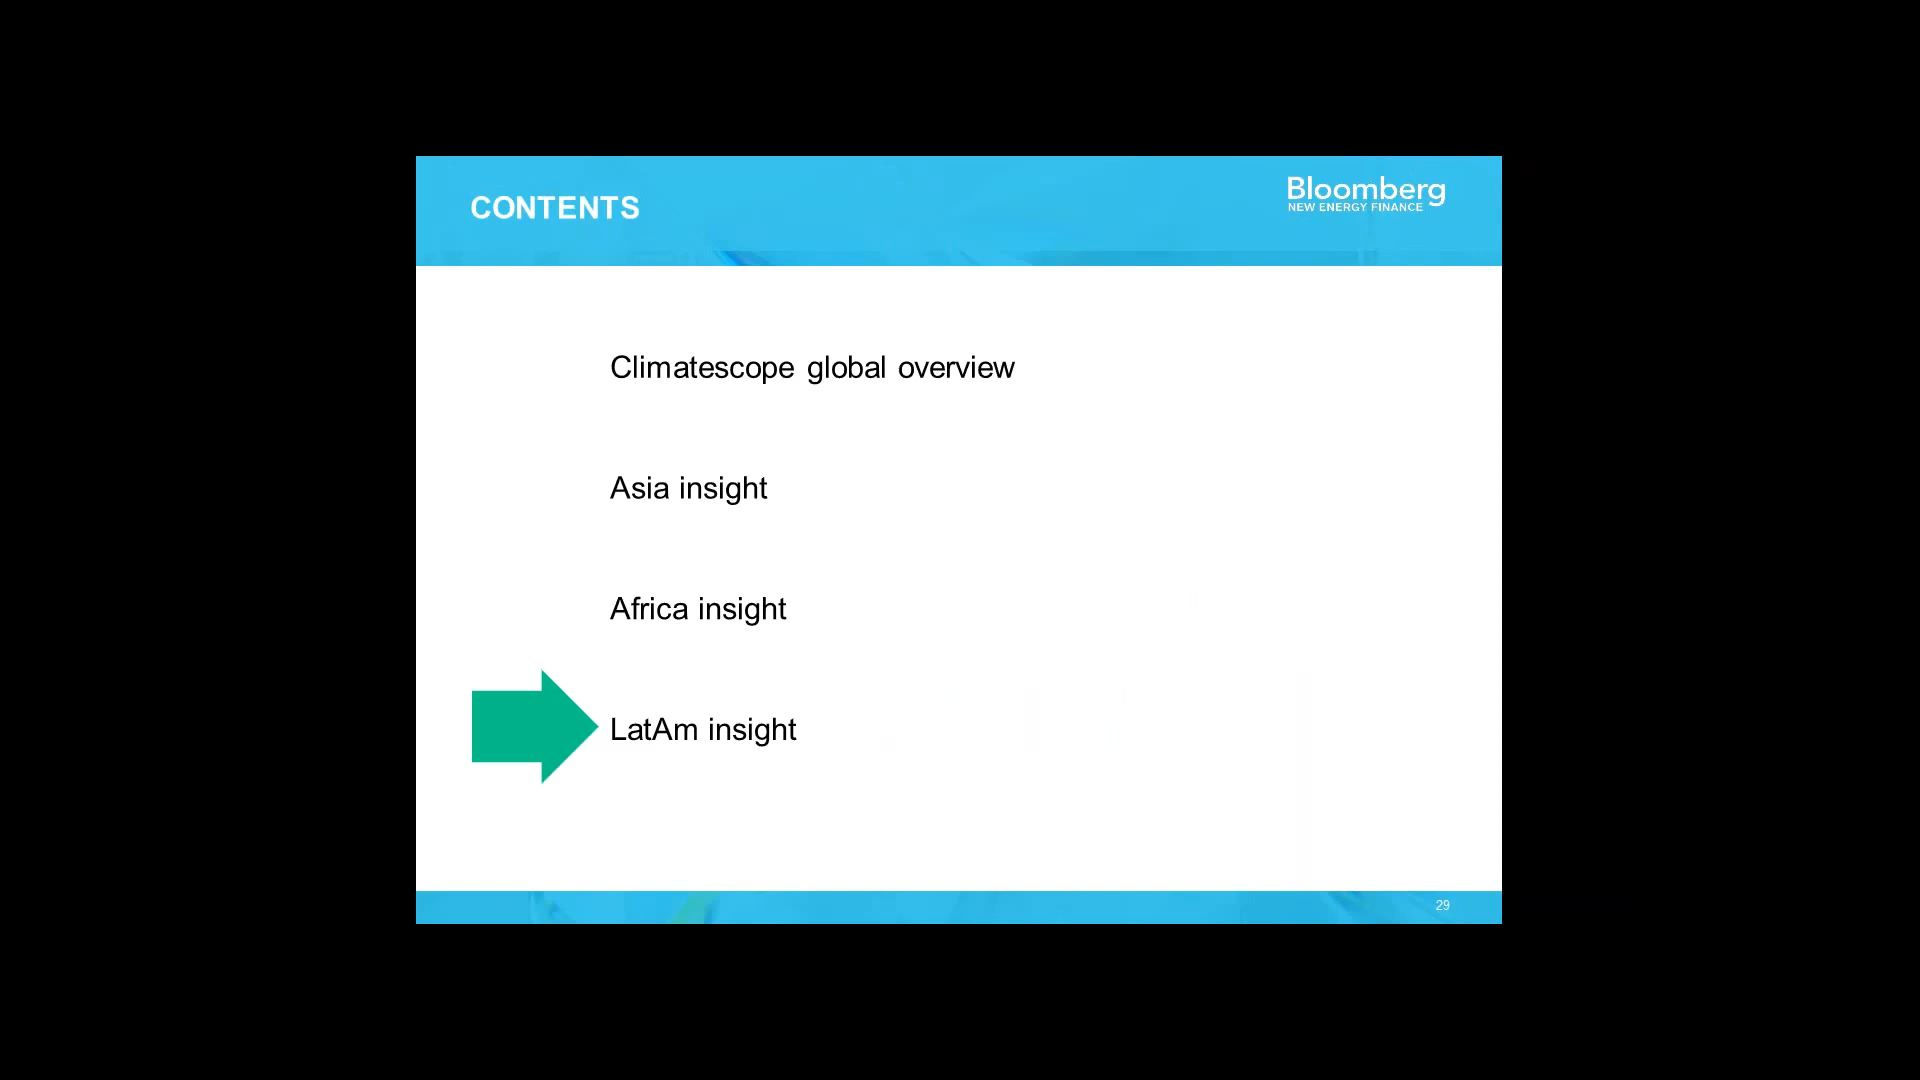 CONTENTS
Bloomberg
NEW ENERGY FINANCE
Climatescope global overview
Asia insight
Africa insight
LatAm insight
29